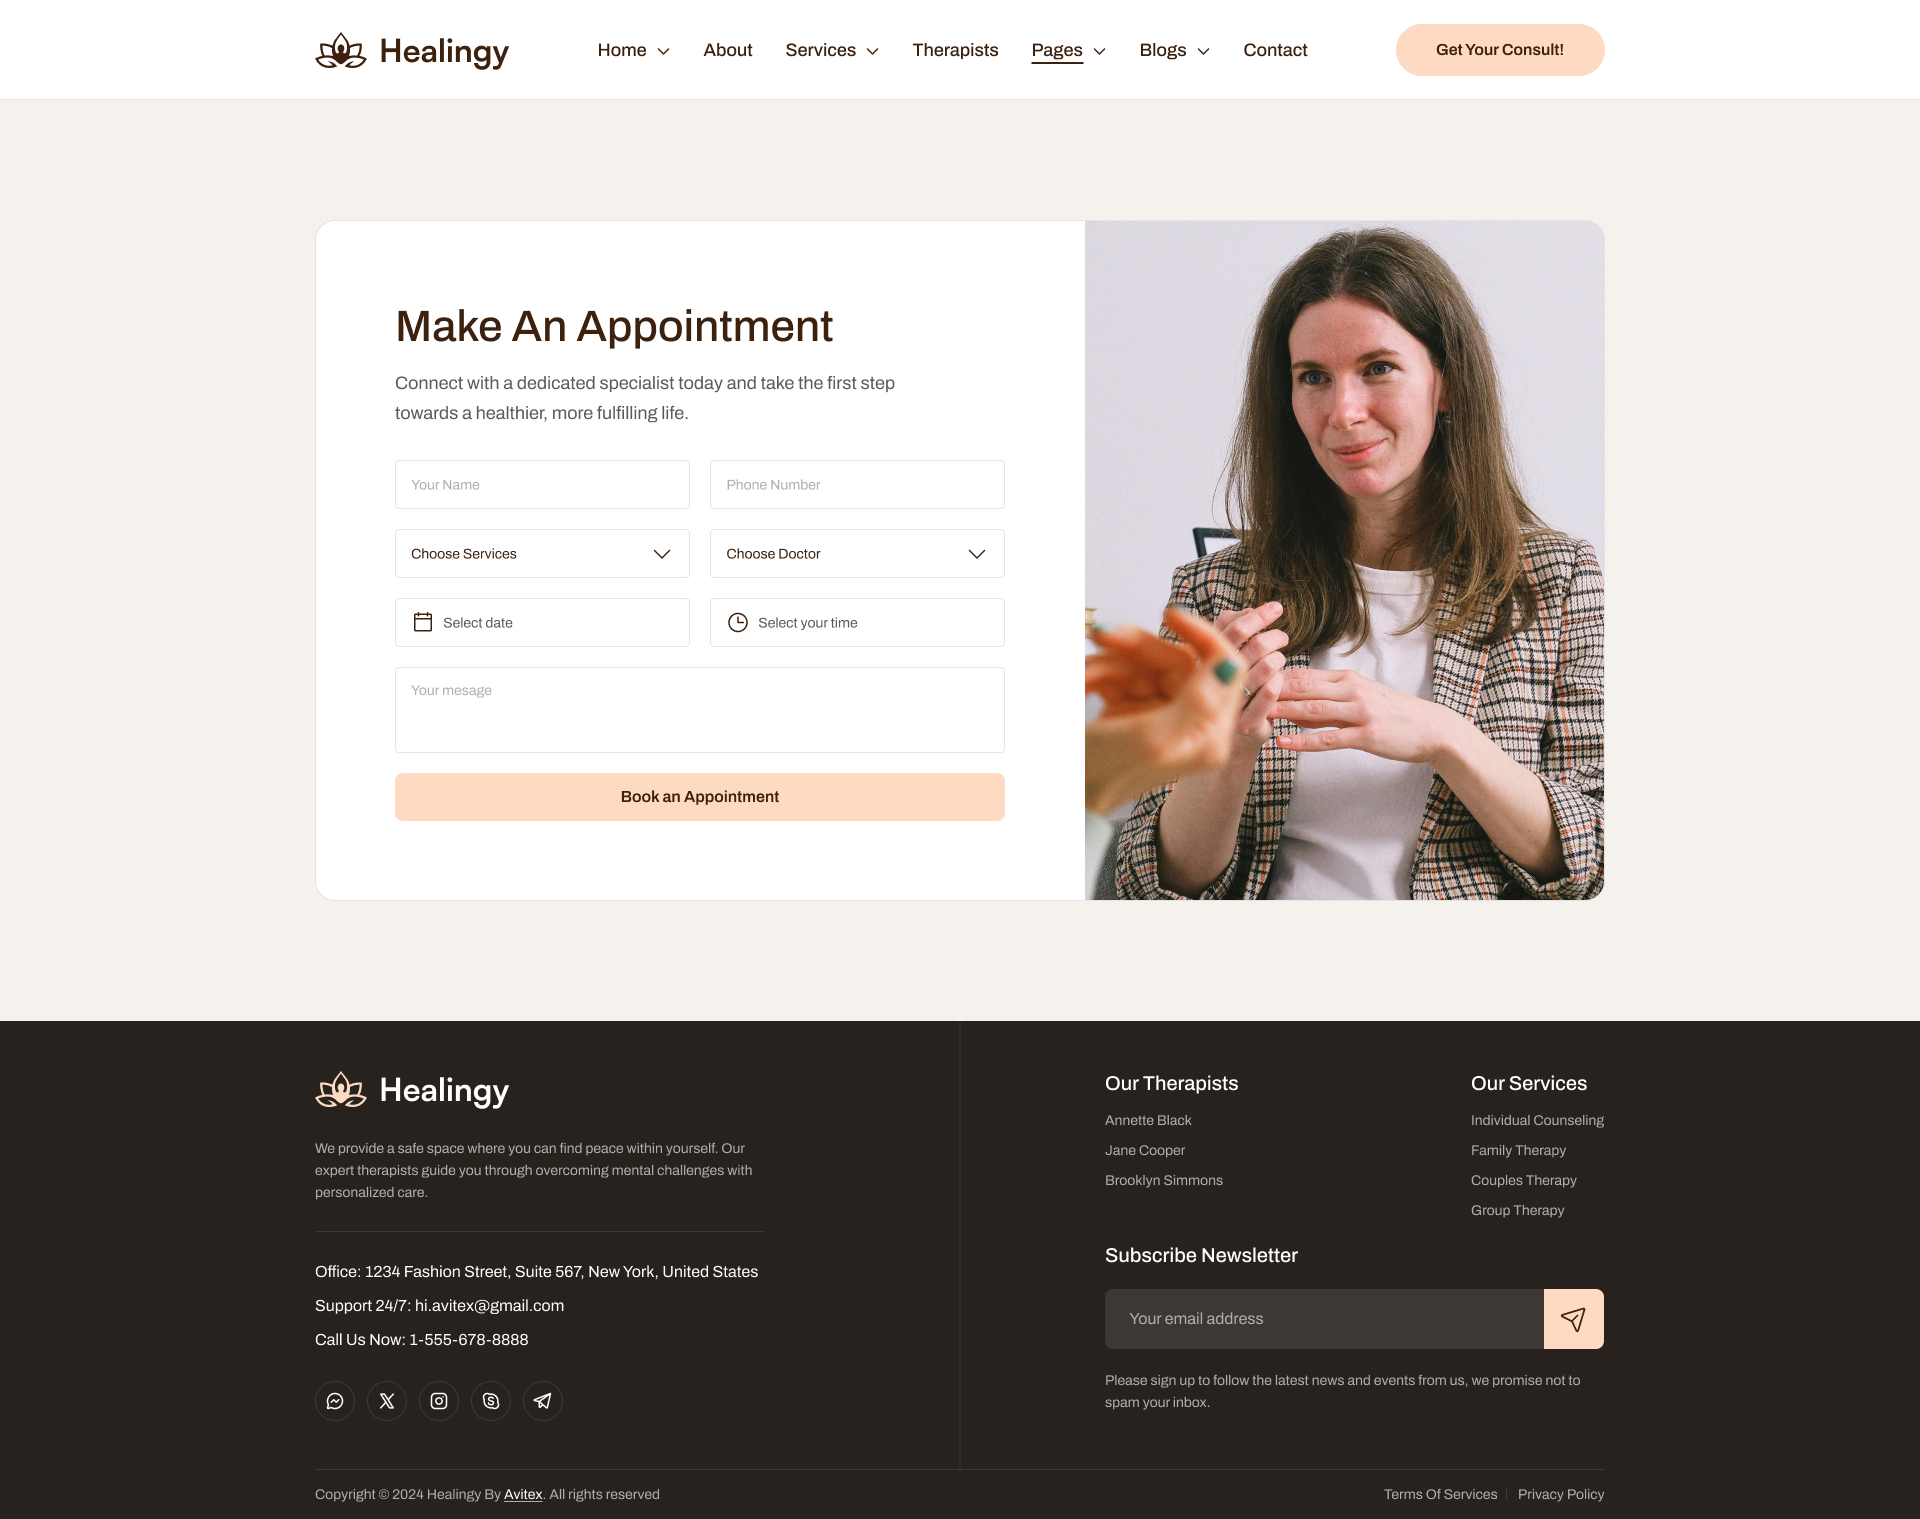 Healingy
Home
About
Services
Therapists
Pages
Blogs
Contact
Get Your Consult!
Make An Appointment
Connect with a dedicated specialist today and take the first step
towards a healthier, more fulfilling life.
Your Name
Phone Number
Choose Services
Choose Doctor
Select date
Select your time
Your mesage
Book an Appointment
Healingy
We provide a safe space where you can find peace within yourself. Our
expert therapists guide you through overcoming mental challenges with
personalized care.
Office: 1234 Fashion Street, Suite 567, New York, United States
Support 24/7: hi.avitex@gmail.com
Call Us Now: 1-555-678-8888
Our Therapists
Annette Black
Jane Cooper
Brooklyn Simmons
Our Services
Individual Counseling
Family Therapy
Couples Therapy
Group Therapy
Subscribe Newsletter
Your email address
Please sign up to follow the latest news and events from us, we promise not to
spam your inbox.
Copyright © 2024 Healingy By Avitex. All rights reserved
Terms Of Services
Privacy Policy